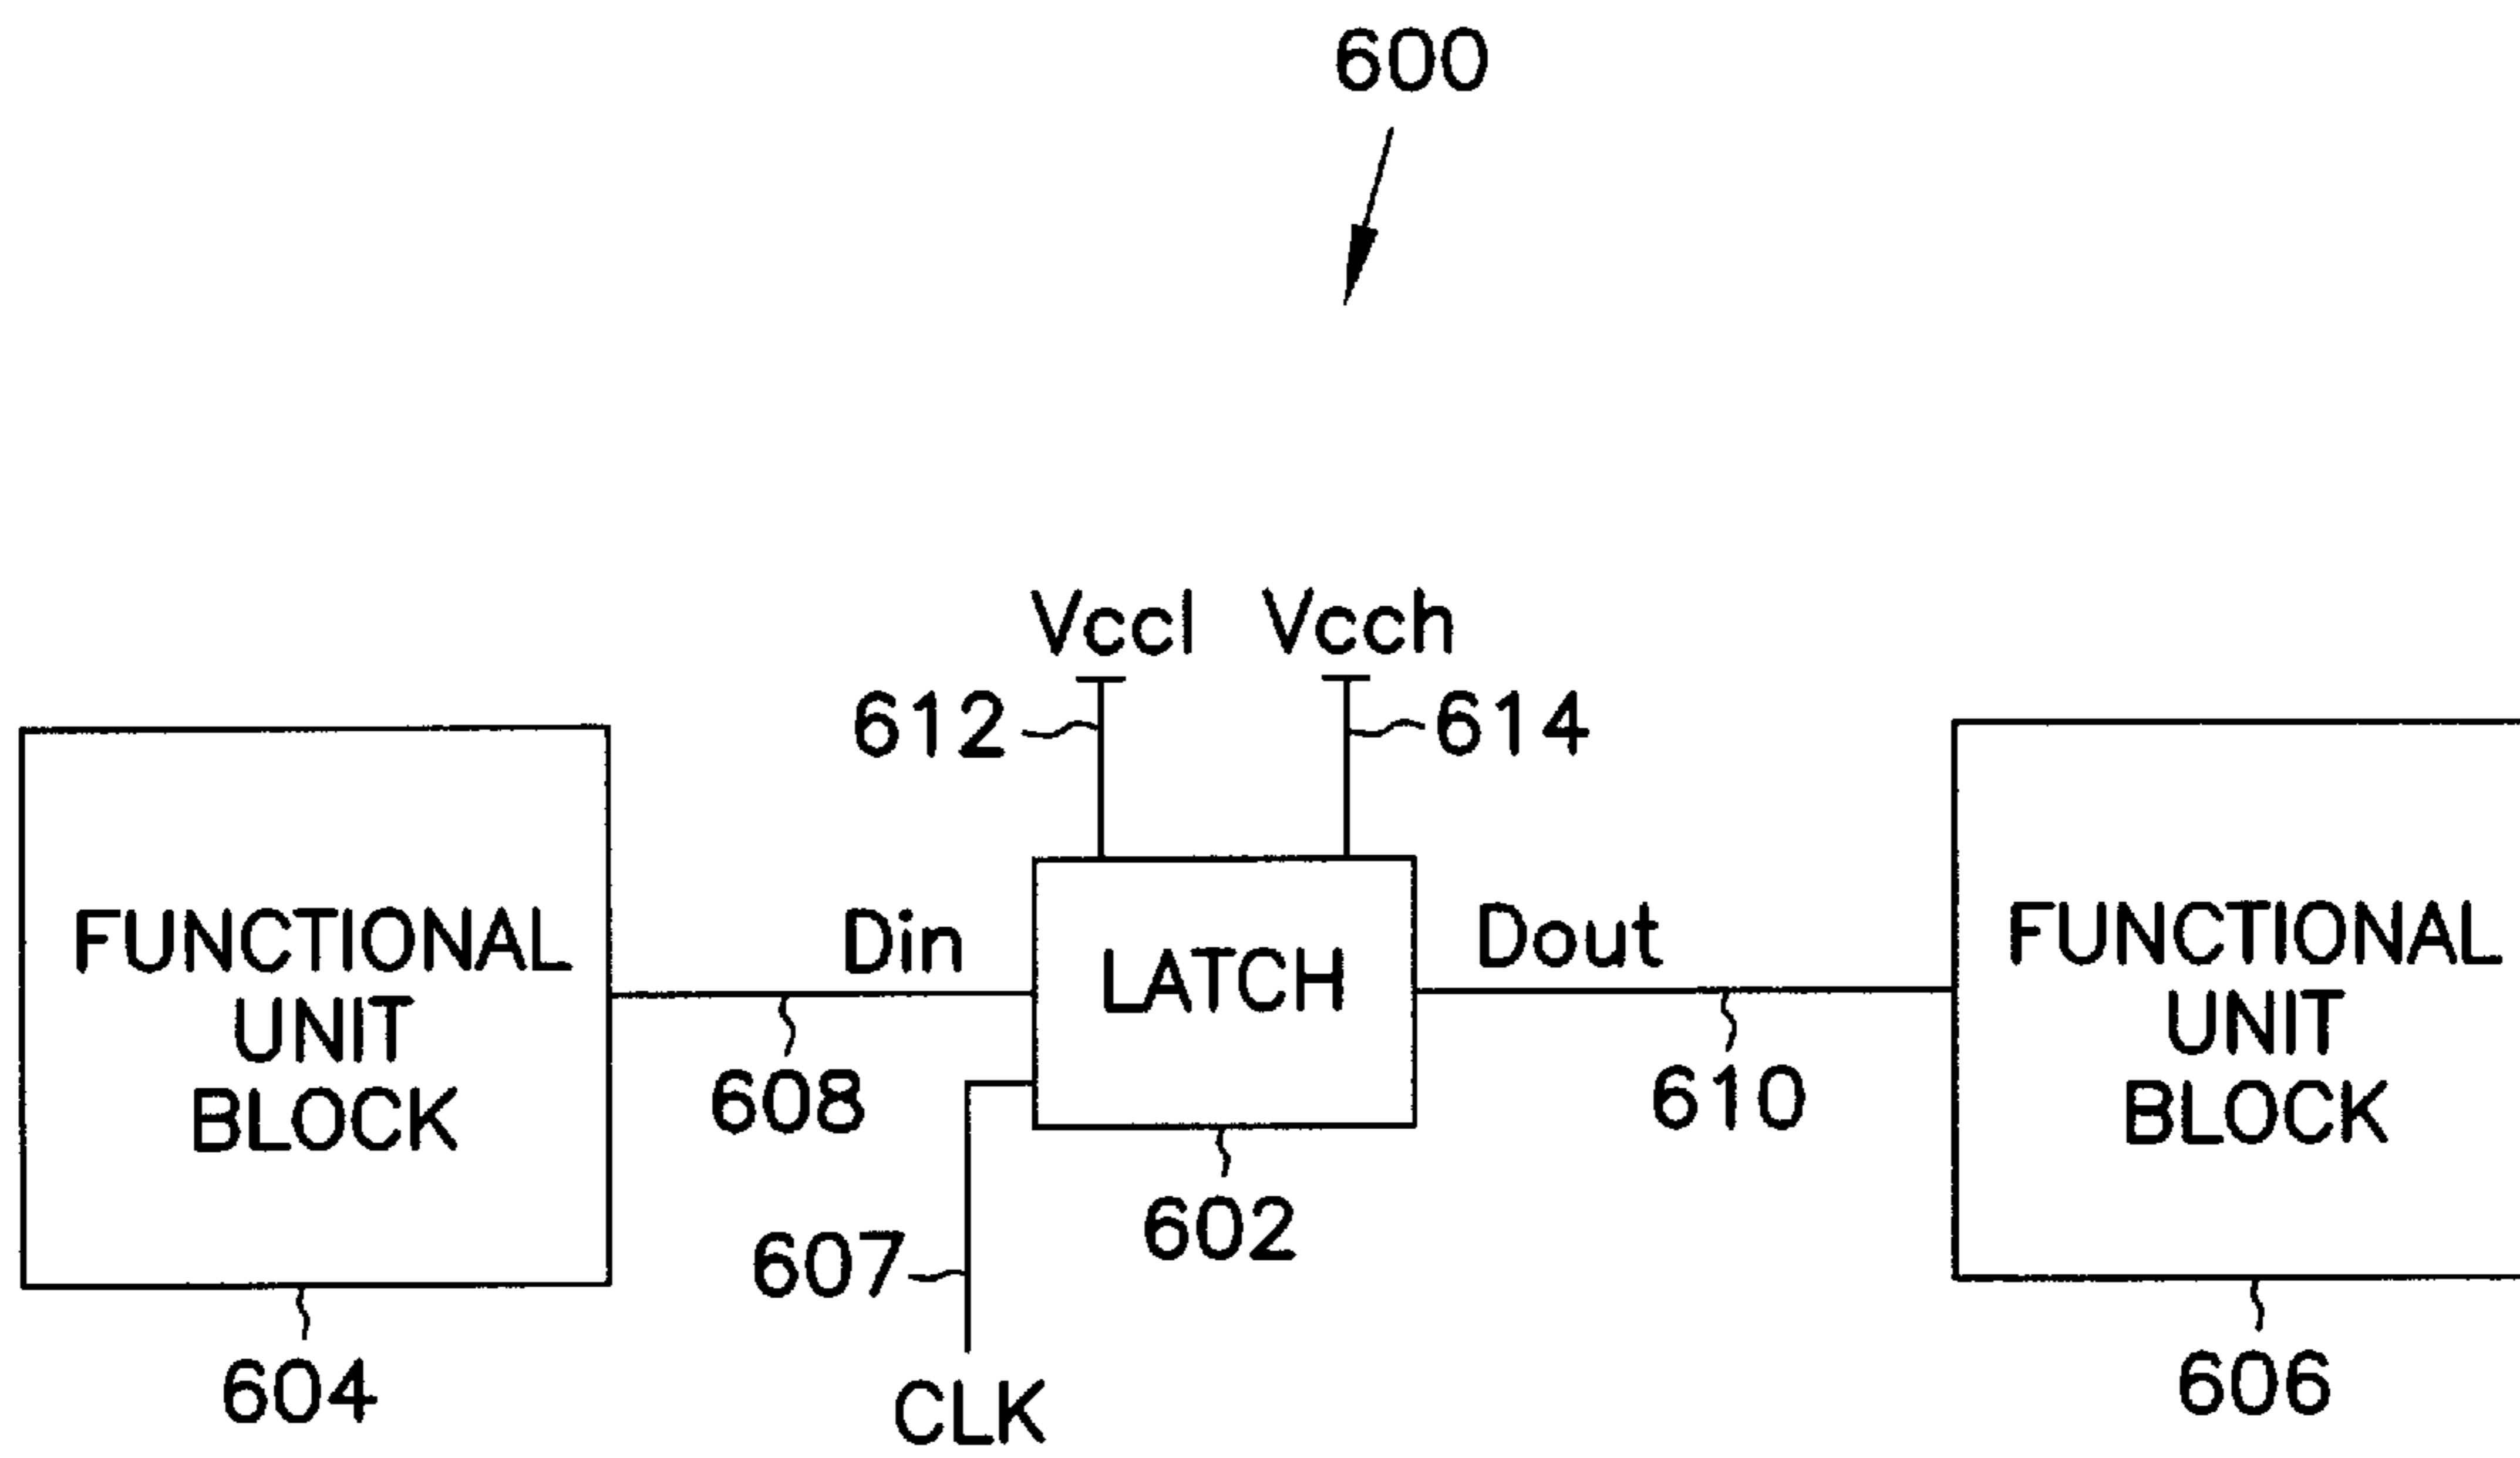 600
Vccl Vcch
612 614
FUNCTIONAL
UNIT
BLOCK
Din
LATCH
Dout
FUNCTIONAL
UNIT
BLOCK
608
610
602
607
604
606
CLK